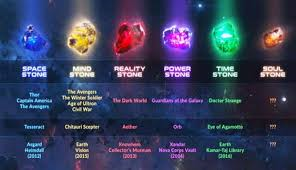 SPACE STONE
MIND STONE
REALITY STONE
POWER STONE
TIME STONE
SOUL STONE
Thor
Captain America
The Avengers
The Avengers
The Winter Soldier
Age of Ultron
Civil War
The Dark World
Guardians of the Galaxy
Doctor Strange
???
Tesseract
Chitauri Scepter
Aether
Orb
Eye of Agamotto
???
Asgard
Heimdall
(2012)
Earth
Vision
(2015)
Knowhere
Collector's Museum
(2013)
Xandar
Nova Corps Vault
(2014)
Earth
Kamar-Taj Library
(2016)
???